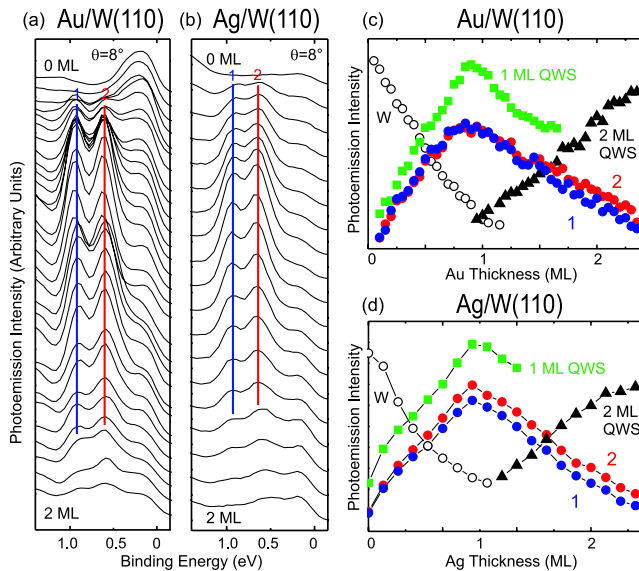 (a) Au/W(110)
θ=8°
0 ML
1 2
2 ML
1.0 0.5 0
(b) Ag/W(110)
θ=8°
0 ML
1 2
2 ML
1.0 0.5 0
Photoemission Intensity (Arbitrary Units)
Binding Energy (eV)
(c) Au/W(110)
1 ML QWS
W
2 ML
QWS
2
1
0 1 2
Au Thickness (ML)
Photoemission Intensity
(d) Ag/W(110)
1 ML QWS
W
2 ML
QWS
2
1
0 1 2
Ag Thickness (ML)
Photoemission Intensity